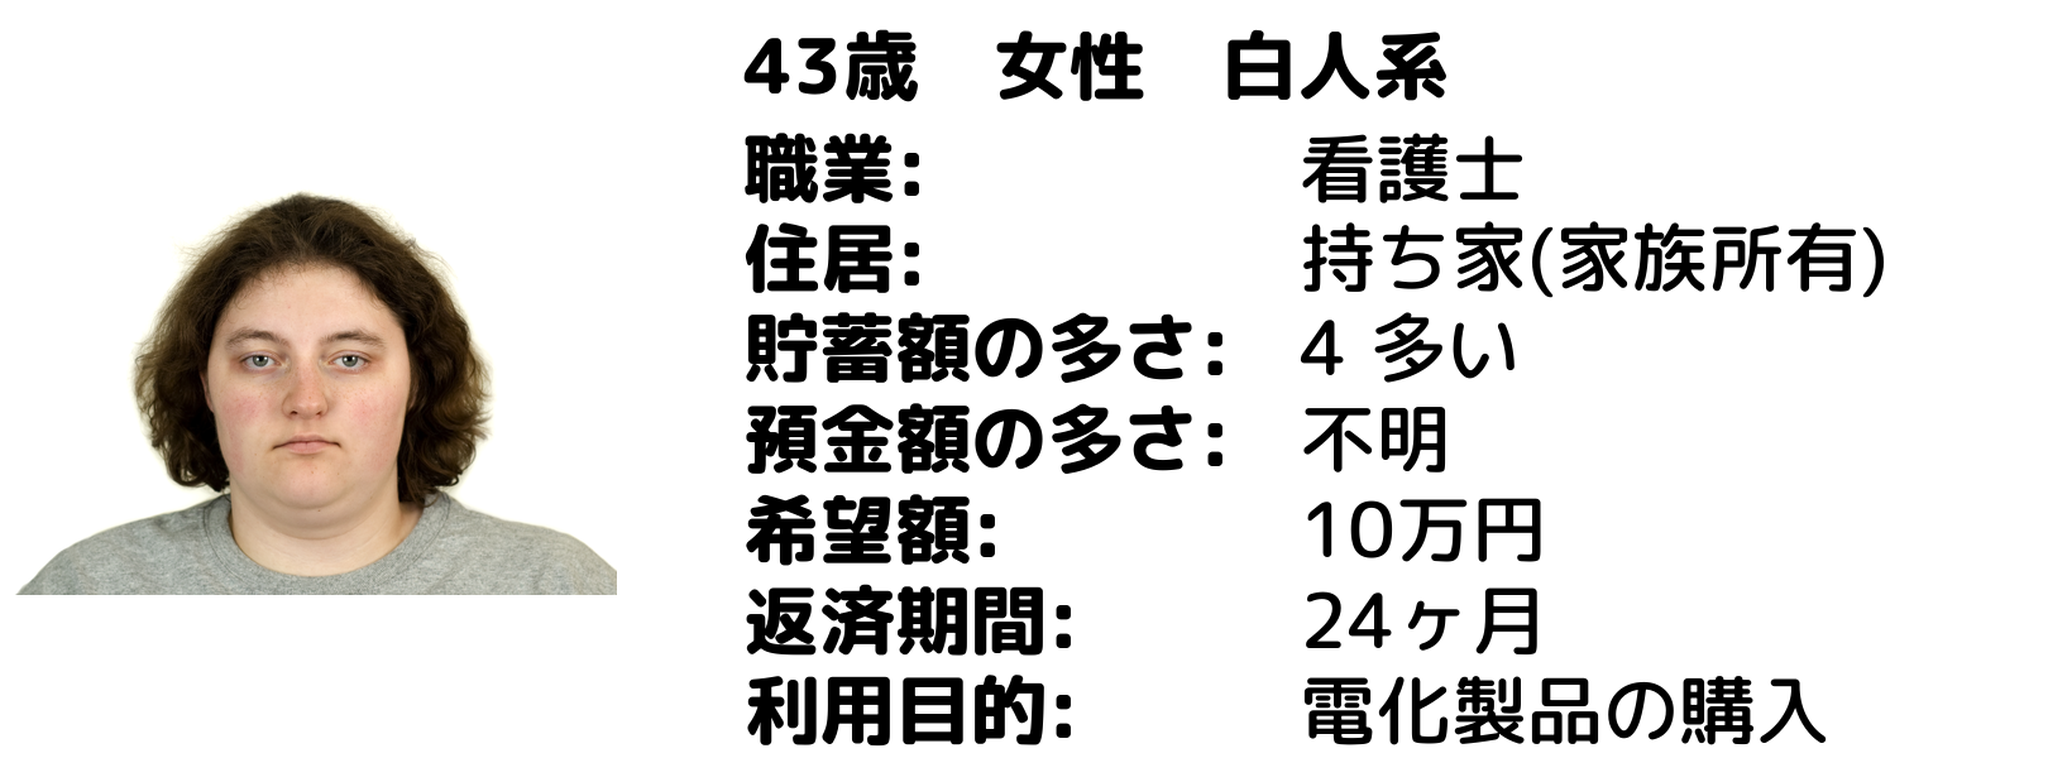 43歳　女性　白人系
職業: 看護士
住居: 持ち家(家族所有)
貯蓄額の多さ: 4 多い
預金額の多さ: 不明
希望額: 10万円
返済期間: 24ヶ月
利用目的: 電化製品の購入